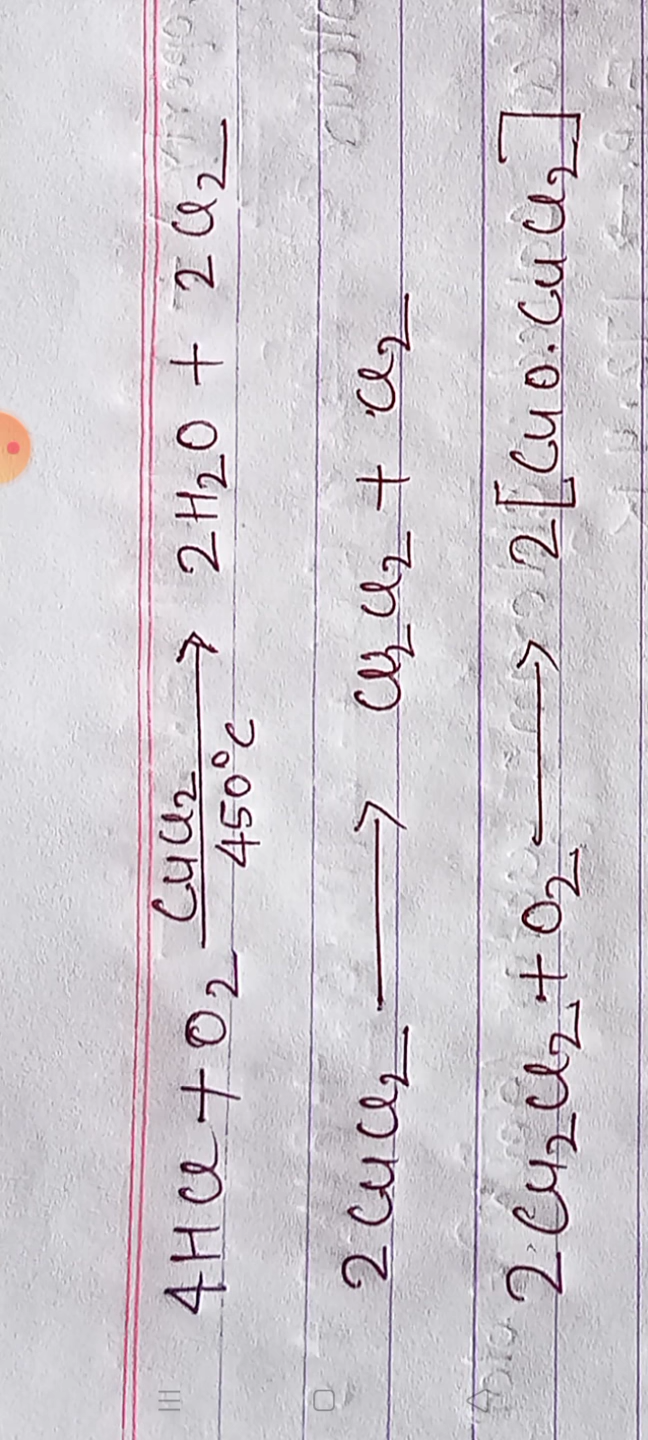 4HCl + O2 CuCl2 450°C → 2H2O + 2Cl2
2CuCl2 → Cu2Cl2 + Cl2
2Cu2Cl2 + O2 → 2[CuO.CuCl2]